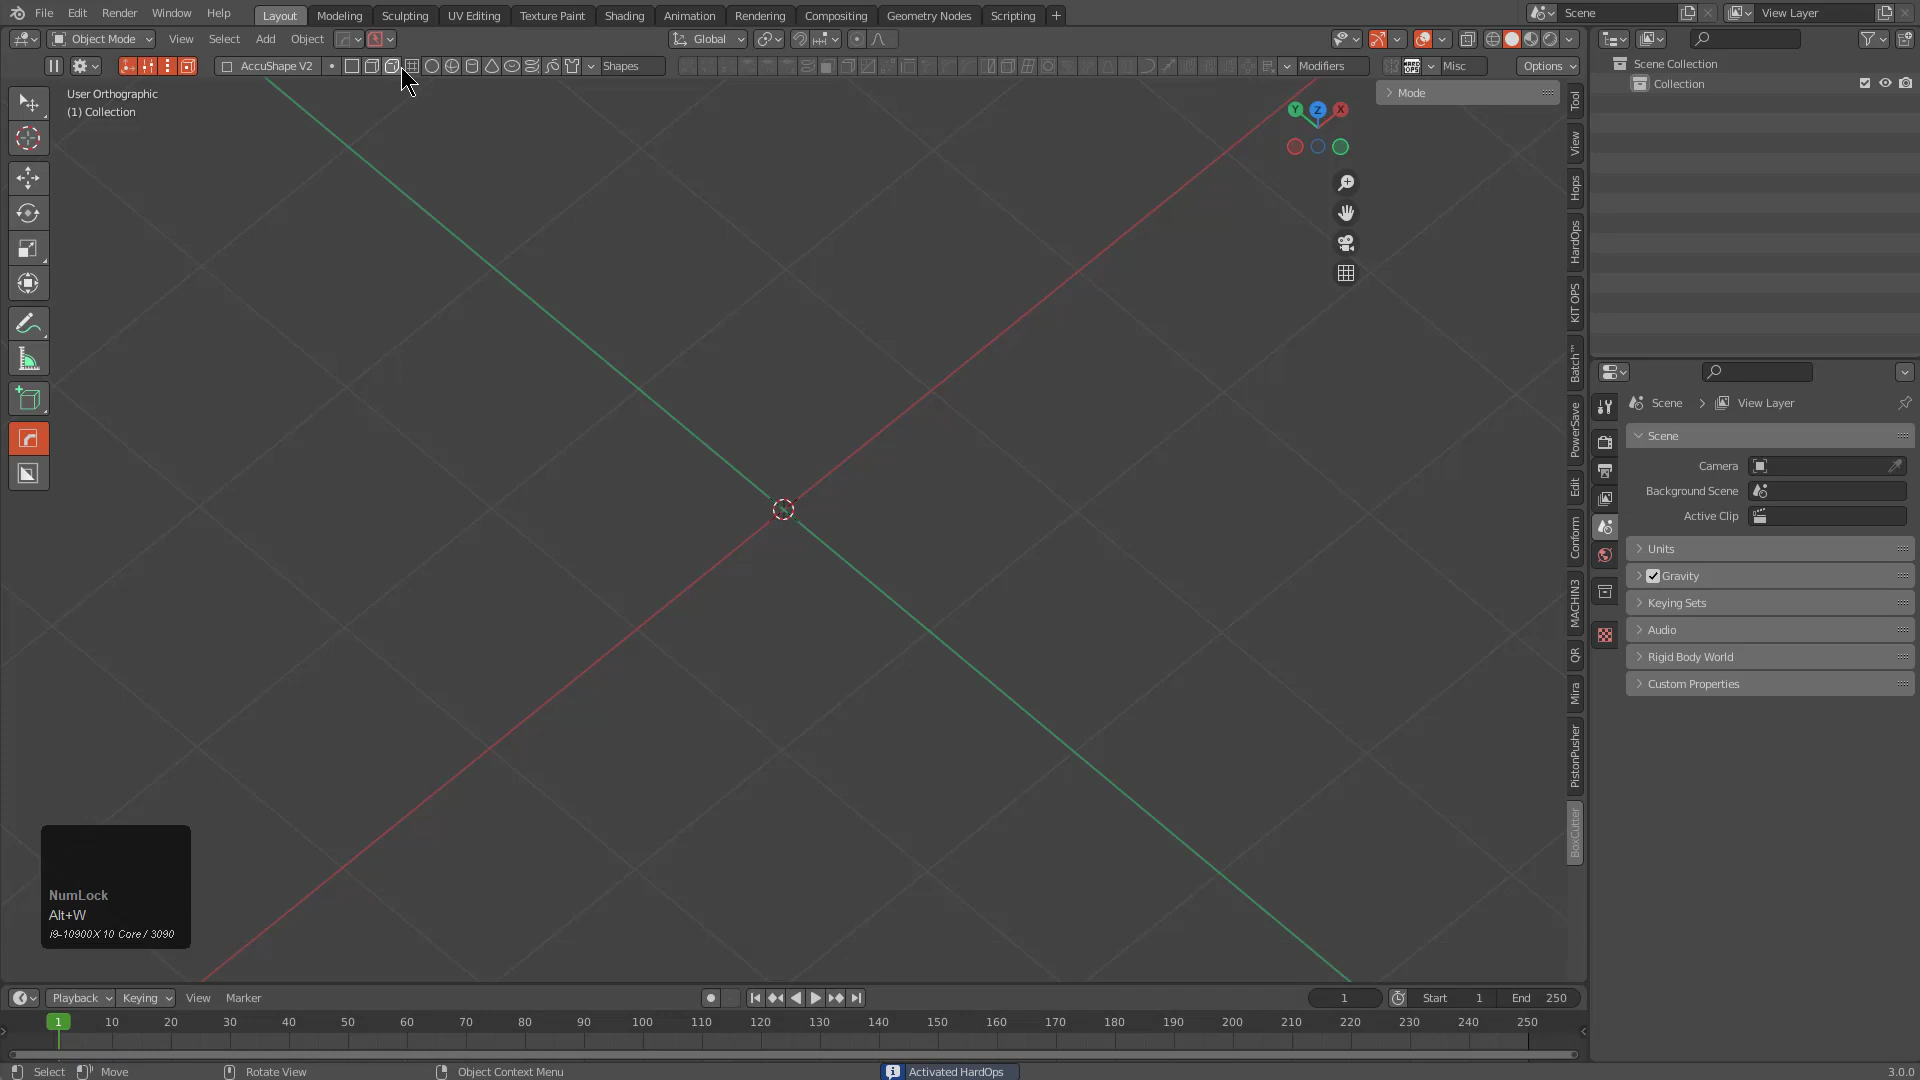 File Edit Render Window Help Layout Modeling Sculpting UV Editing Texture Paint Shading Animation Rendering Compositing Geometry Nodes Scripting + Scene View Layer
Object Mode View Select Add Object Global
AccuShape V2 Shapes Modifiers HARD OPS Misc Options
User Orthographic
(1) Collection
Mode
Y Z X
Tool
View
Hops
HardOps
KIT OPS
Batch™
PowerSave
Edit
Conform
MACHIN3
QR
Mira
PistonPusher
BoxCutter
Scene Collection
Collection
Scene > View Layer
Scene
Camera
Background Scene
Active Clip
Units
Gravity
Keying Sets
Audio
Rigid Body World
Custom Properties
NumLock
Alt+W
i9-10900X 10 Core / 3090
Playback Keying View Marker 1 Start 1 End 250
1 10 20 30 40 50 60 70 80 90 100 110 120 130 140 150 160 170 180 190 200 210 220 230 240 250
Select Move Rotate View Object Context Menu Activated HardOps 3.0.0